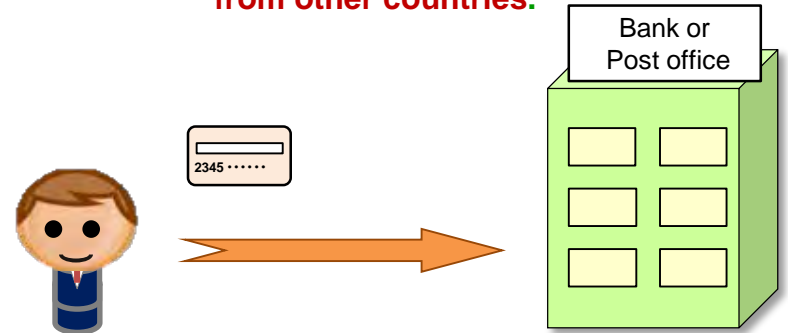 from other countries.
Bank or
Post office
2345 ······